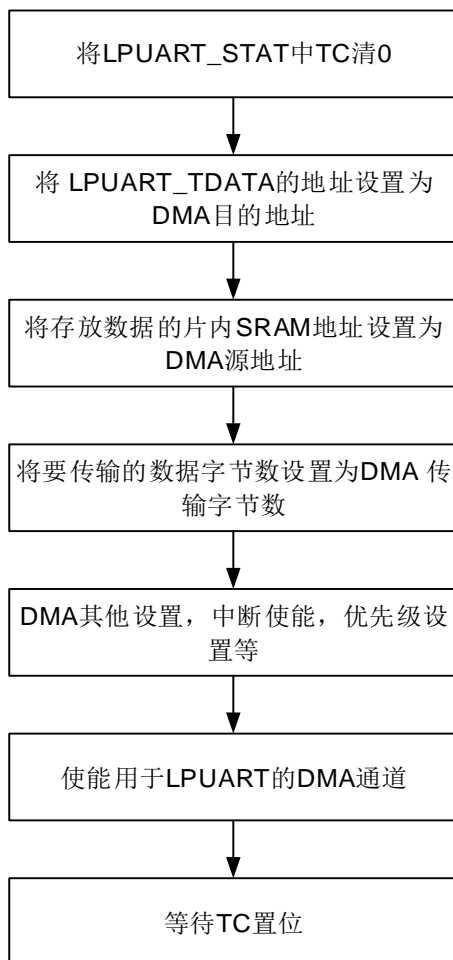 将LPUART_STAT中TC清0
将 LPUART_TDATA的地址设置为
DMA目的地址
将存放数据的片内SRAM地址设置为
DMA源地址
将要传输的数据字节数设置为DMA 传
输字节数
DMA其他设置，中断使能，优先级设
置等
使能用于LPUART的DMA通道
等待TC置位